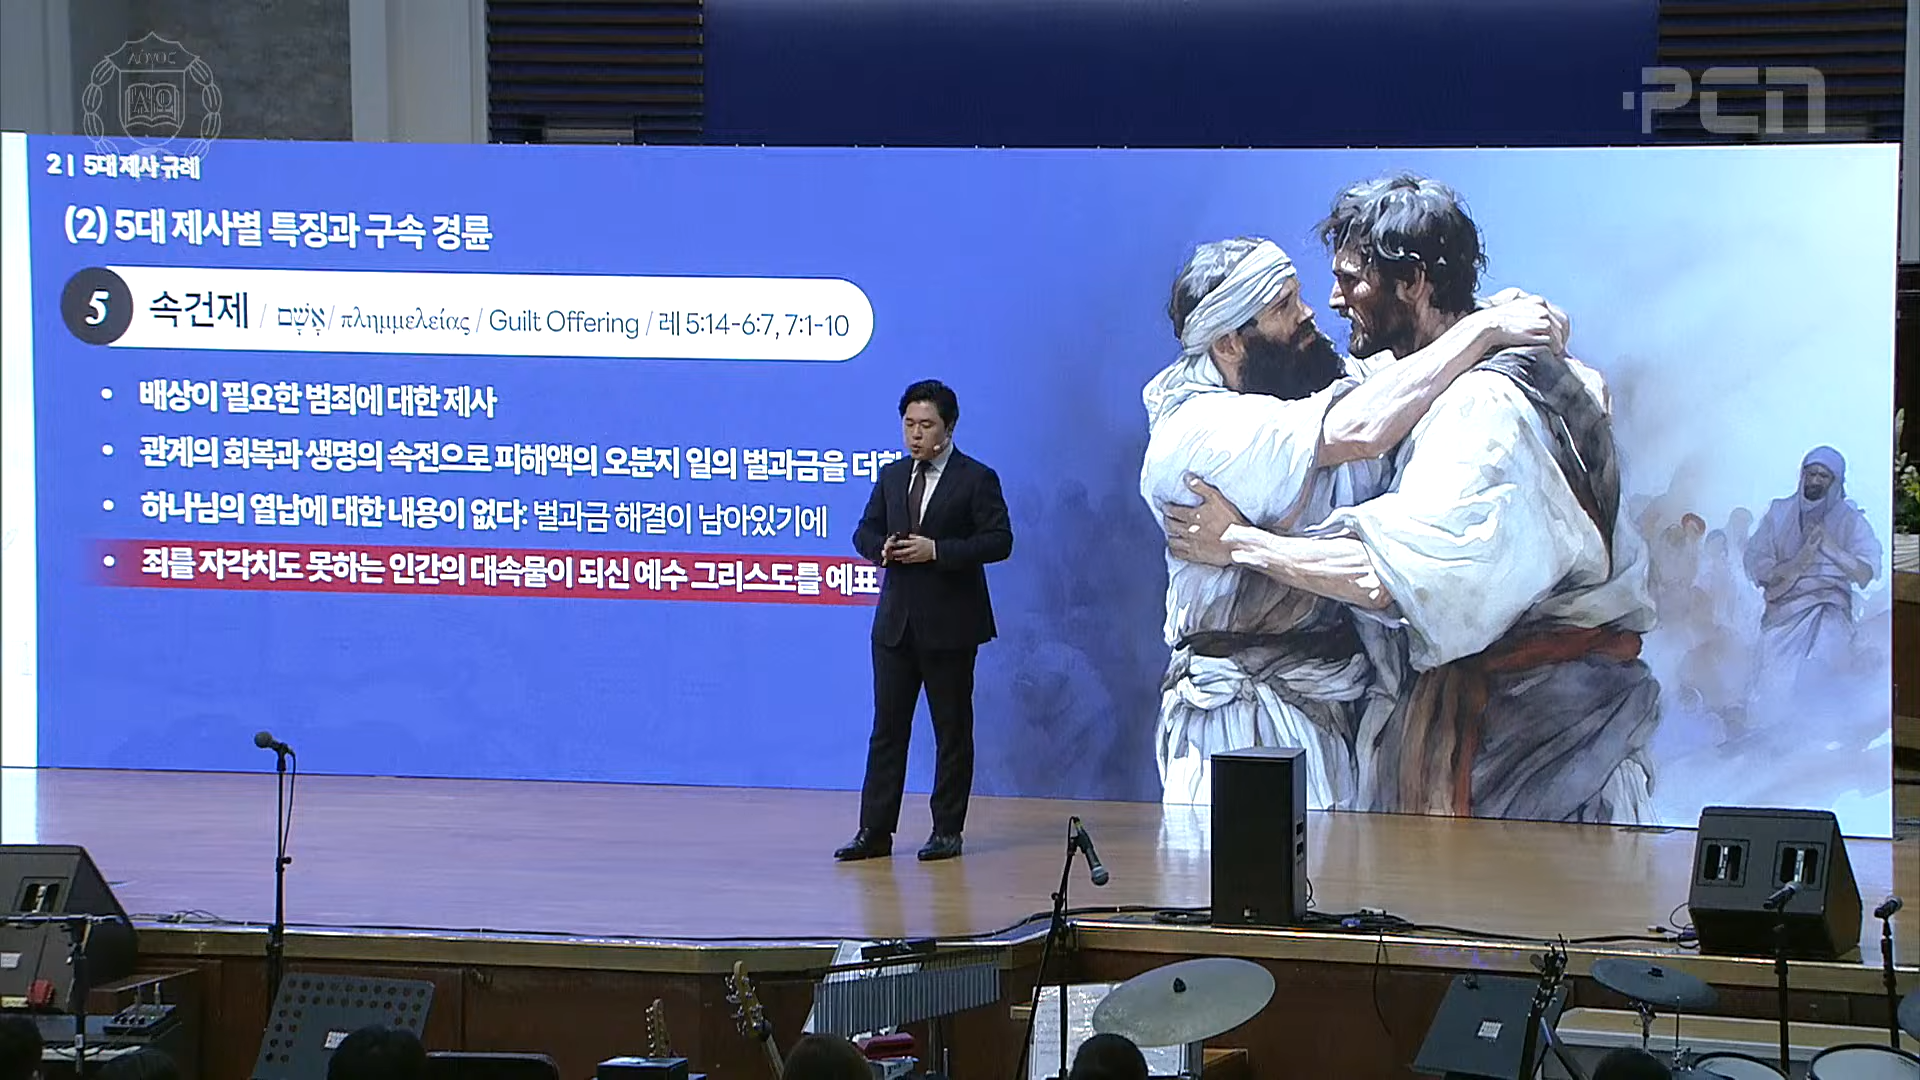 ΛΟΓΟΣ
Α Ω
PCN
2 | 5대 제사 규례
(2) 5대 제사별 특징과 구속 경륜
5 속건제 / אָשָׁם / πλημμελείας / Guilt Offering / 레 5:14-6:7, 7:1-10
• 배상이 필요한 범죄에 대한 제사
• 관계의 회복과 생명의 속전으로 피해액의 오분지 일의 벌과금을
• 하나님의 열납에 대한 내용이 없다: 벌과금 해결이 남아있기에
• 죄를 자각치도 못하는 인간의 대속물이 되신 예수 그리스도를 예표